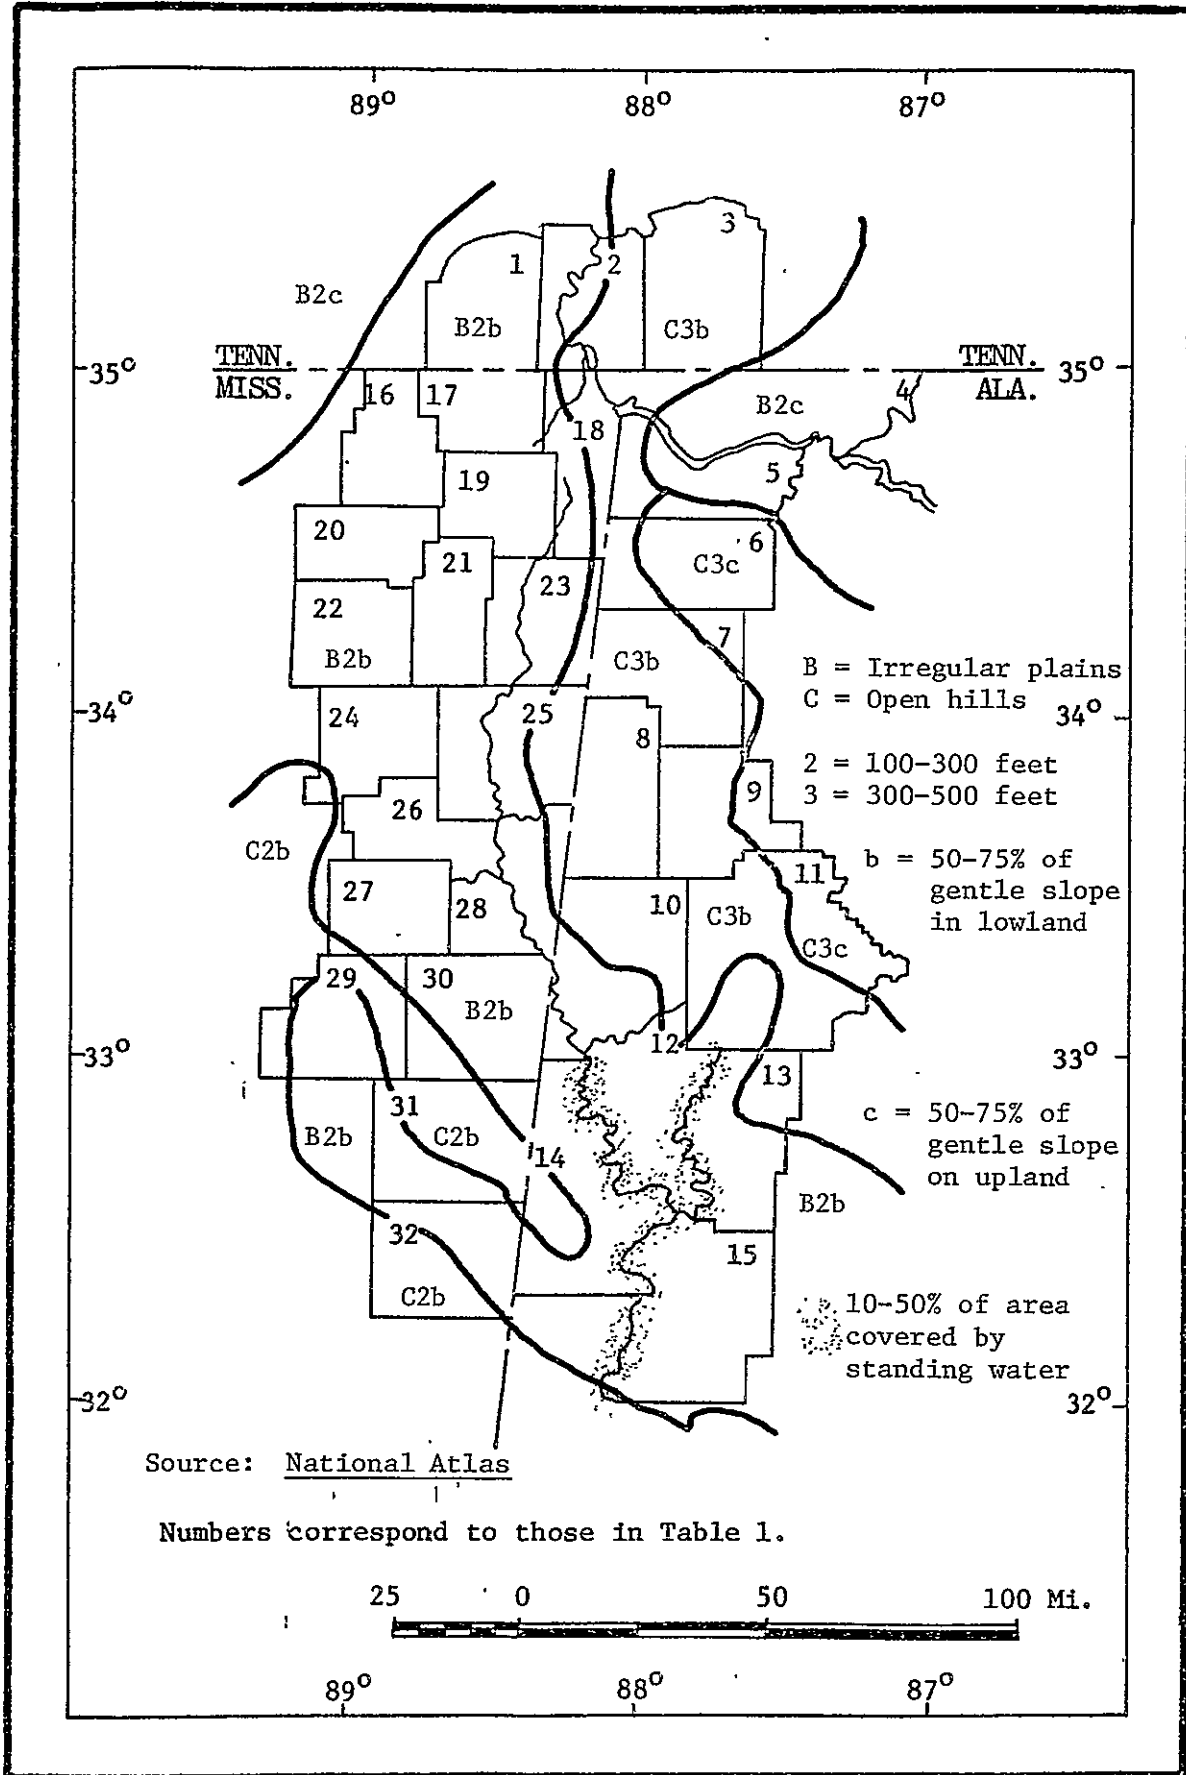 89° 88° 87°
3
1 2
B2c
B2b C3b
TENN. TENN.
35° 35°
MISS. ALA.
16 17 4
B2c
18
19 5
20
21 6
C3c
23
22 7
B2b C3b
B = Irregular plains
C = Open hills
34° 24 25 34°
8
2 = 100-300 feet
3 = 300-500 feet
9
26
C2b
b = 50-75% of
gentle slope
in lowland
11
27 28 10 C3b
C3c
29 30
B2b
12
33° 33°
13
31
B2b C2b
c = 50-75% of
gentle slope
on upland
14
B2b
32
15
C2b
10-50% of area
covered by
standing water
32° 32°
Source: National Atlas
Numbers correspond to those in Table 1.
25 0 50 100 Mi.
89° 88° 87°